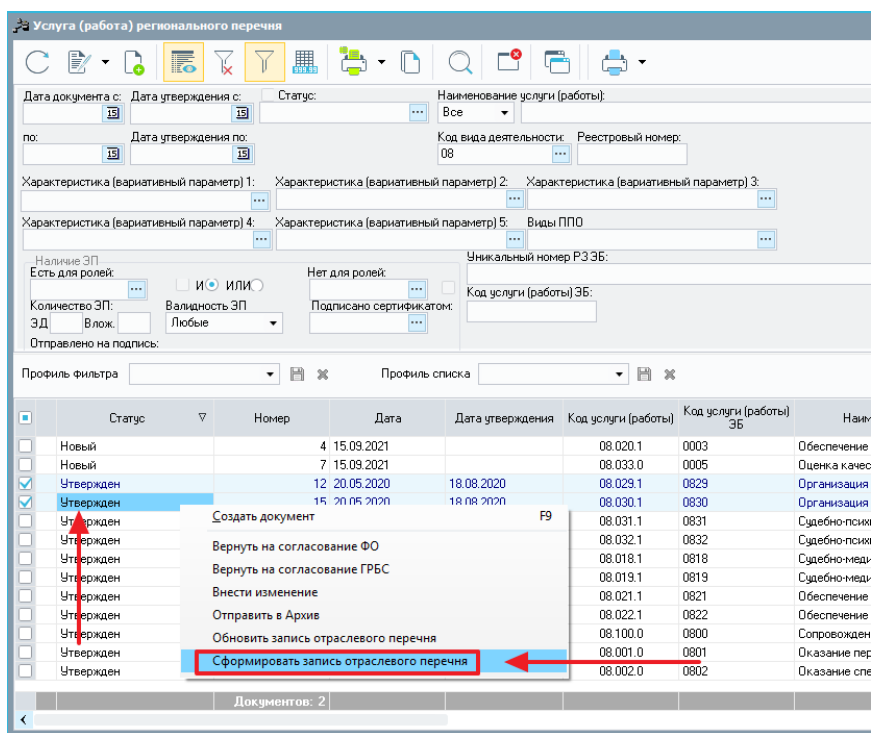 Услуга (работа) регионального перечня
Дата документа с: Дата утверждения с: Статус: Наименование услуги (работы):
Все
по: Дата утверждения по: Код вида деятельности: Реестровый номер:
08
Характеристика (вариативный параметр) 1: Характеристика (вариативный параметр) 2: Характеристика (вариативный параметр) 3:
Характеристика (вариативный параметр) 4: Характеристика (вариативный параметр) 5: Виды ППО
Наличие ЭП Уникальный номер РЗ ЭБ:
Есть для ролей: И ИЛИ Нет для ролей:
Код услуги (работы) ЭБ:
Количество ЭП: Валидность ЭП Подписано сертификатом:
ЭД Влож. Любые
Отправлено на подпись:
Профиль фильтра Профиль списка
Статус Номер Дата Дата утверждения Код услуги (работы) Код услуги (работы) ЭБ Наим
Новый 4 15.09.2021 08.020.1 0003 Обеспечение
Новый 7 15.09.2021 08.033.0 0005 Оценка качес
Утвержден 12 20.05.2020 18.08.2020 08.029.1 0829 Организация
Утвержден 15 20.05.2020 18.08.2020 08.030.1 0830 Организация
Утвержден 08.031.1 0831 Судебно-псих
Утвержден 08.032.1 0832 Судебно-псих
Утвержден 08.018.1 0818 Судебно-меди
Утвержден 08.019.1 0819 Судебно-меди
Утвержден 08.021.1 0821 Обеспечение
Утвержден 08.022.1 0822 Обеспечение
Утвержден 08.100.0 0800 Сопровожден
Утвержден 08.001.0 0801 Оказание пер
Утвержден 08.002.0 0802 Оказание спе
Создать документ F9
Вернуть на согласование ФО
Вернуть на согласование ГРБС
Внести изменение
Отправить в Архив
Обновить запись отраслевого перечня
Сформировать запись отраслевого перечня
Документов: 2